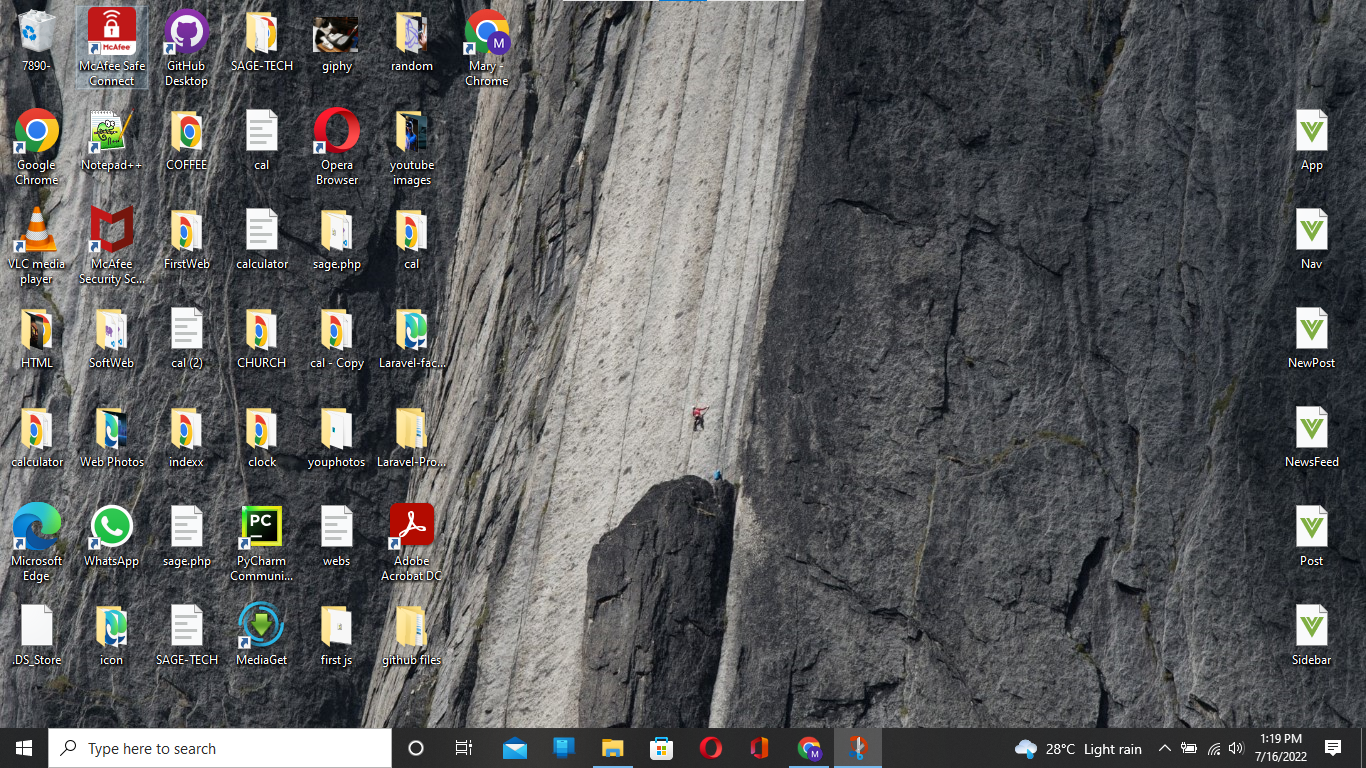 7890-
McAfee
McAfee Safe
Connect
GitHub
Desktop
SAGE-TECH
giphy
random
M
Mary -
Chrome
Google
Chrome
Notepad++
COFFEE
cal
Opera
Browser
youtube
images
App
VLC media
player
McAfee
Security Sc...
FirstWeb
calculator
sage.php
cal
Nav
HTML
SoftWeb
cal (2)
CHURCH
cal - Copy
Laravel-fac...
NewPost
calculator
Web Photos
indexx
clock
youphotos
Laravel-Pro...
NewsFeed
Microsoft
Edge
WhatsApp
sage.php
PC
PyCharm
Communi...
webs
Adobe
Acrobat DC
Post
.DS_Store
icon
SAGE-TECH
MediaGet
first js
github files
Sidebar
Type here to search
M
28°C Light rain
1:19 PM
7/16/2022